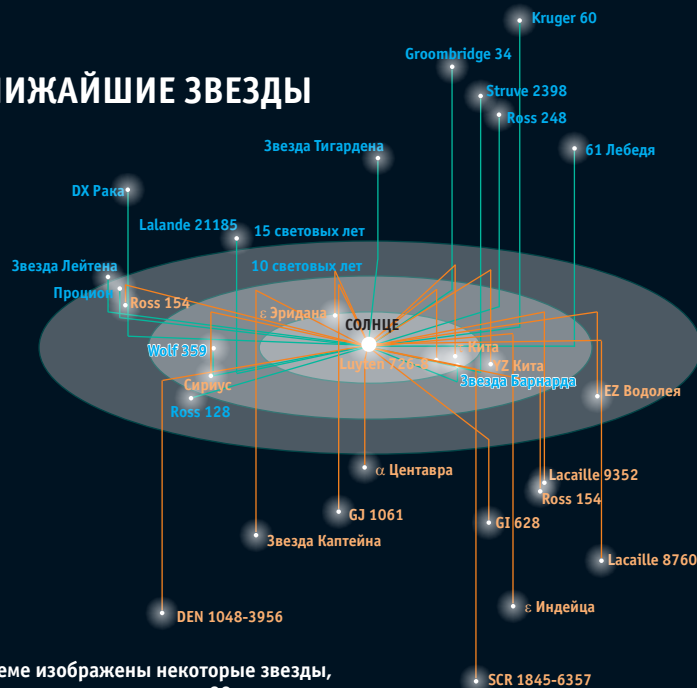 Kruger 60
Groombridge 34
ИЖАЙШИЕ ЗВЕЗДЫ
Struve 2398
Ross 248
Звезда Тигардена
61 Лебедя
DX Рака
Lalande 21185
15 световых лет
Звезда Лейтена
10 световых лет
Процион
Ross 154
ε Эридана
СОЛНЦЕ
Wolf 359
Luyten 726-8
Кита
YZ Кита
Сириус
Звезда Барнарда
EZ Водолея
Ross 128
α Центавра
Lacaille 9352
Ross 154
GJ 1061
GI 628
Звезда Каптейна
Lacaille 8760
ε Индейца
DEN 1048-3956
еме изображены некоторые звезды,
SCR 1845-6357